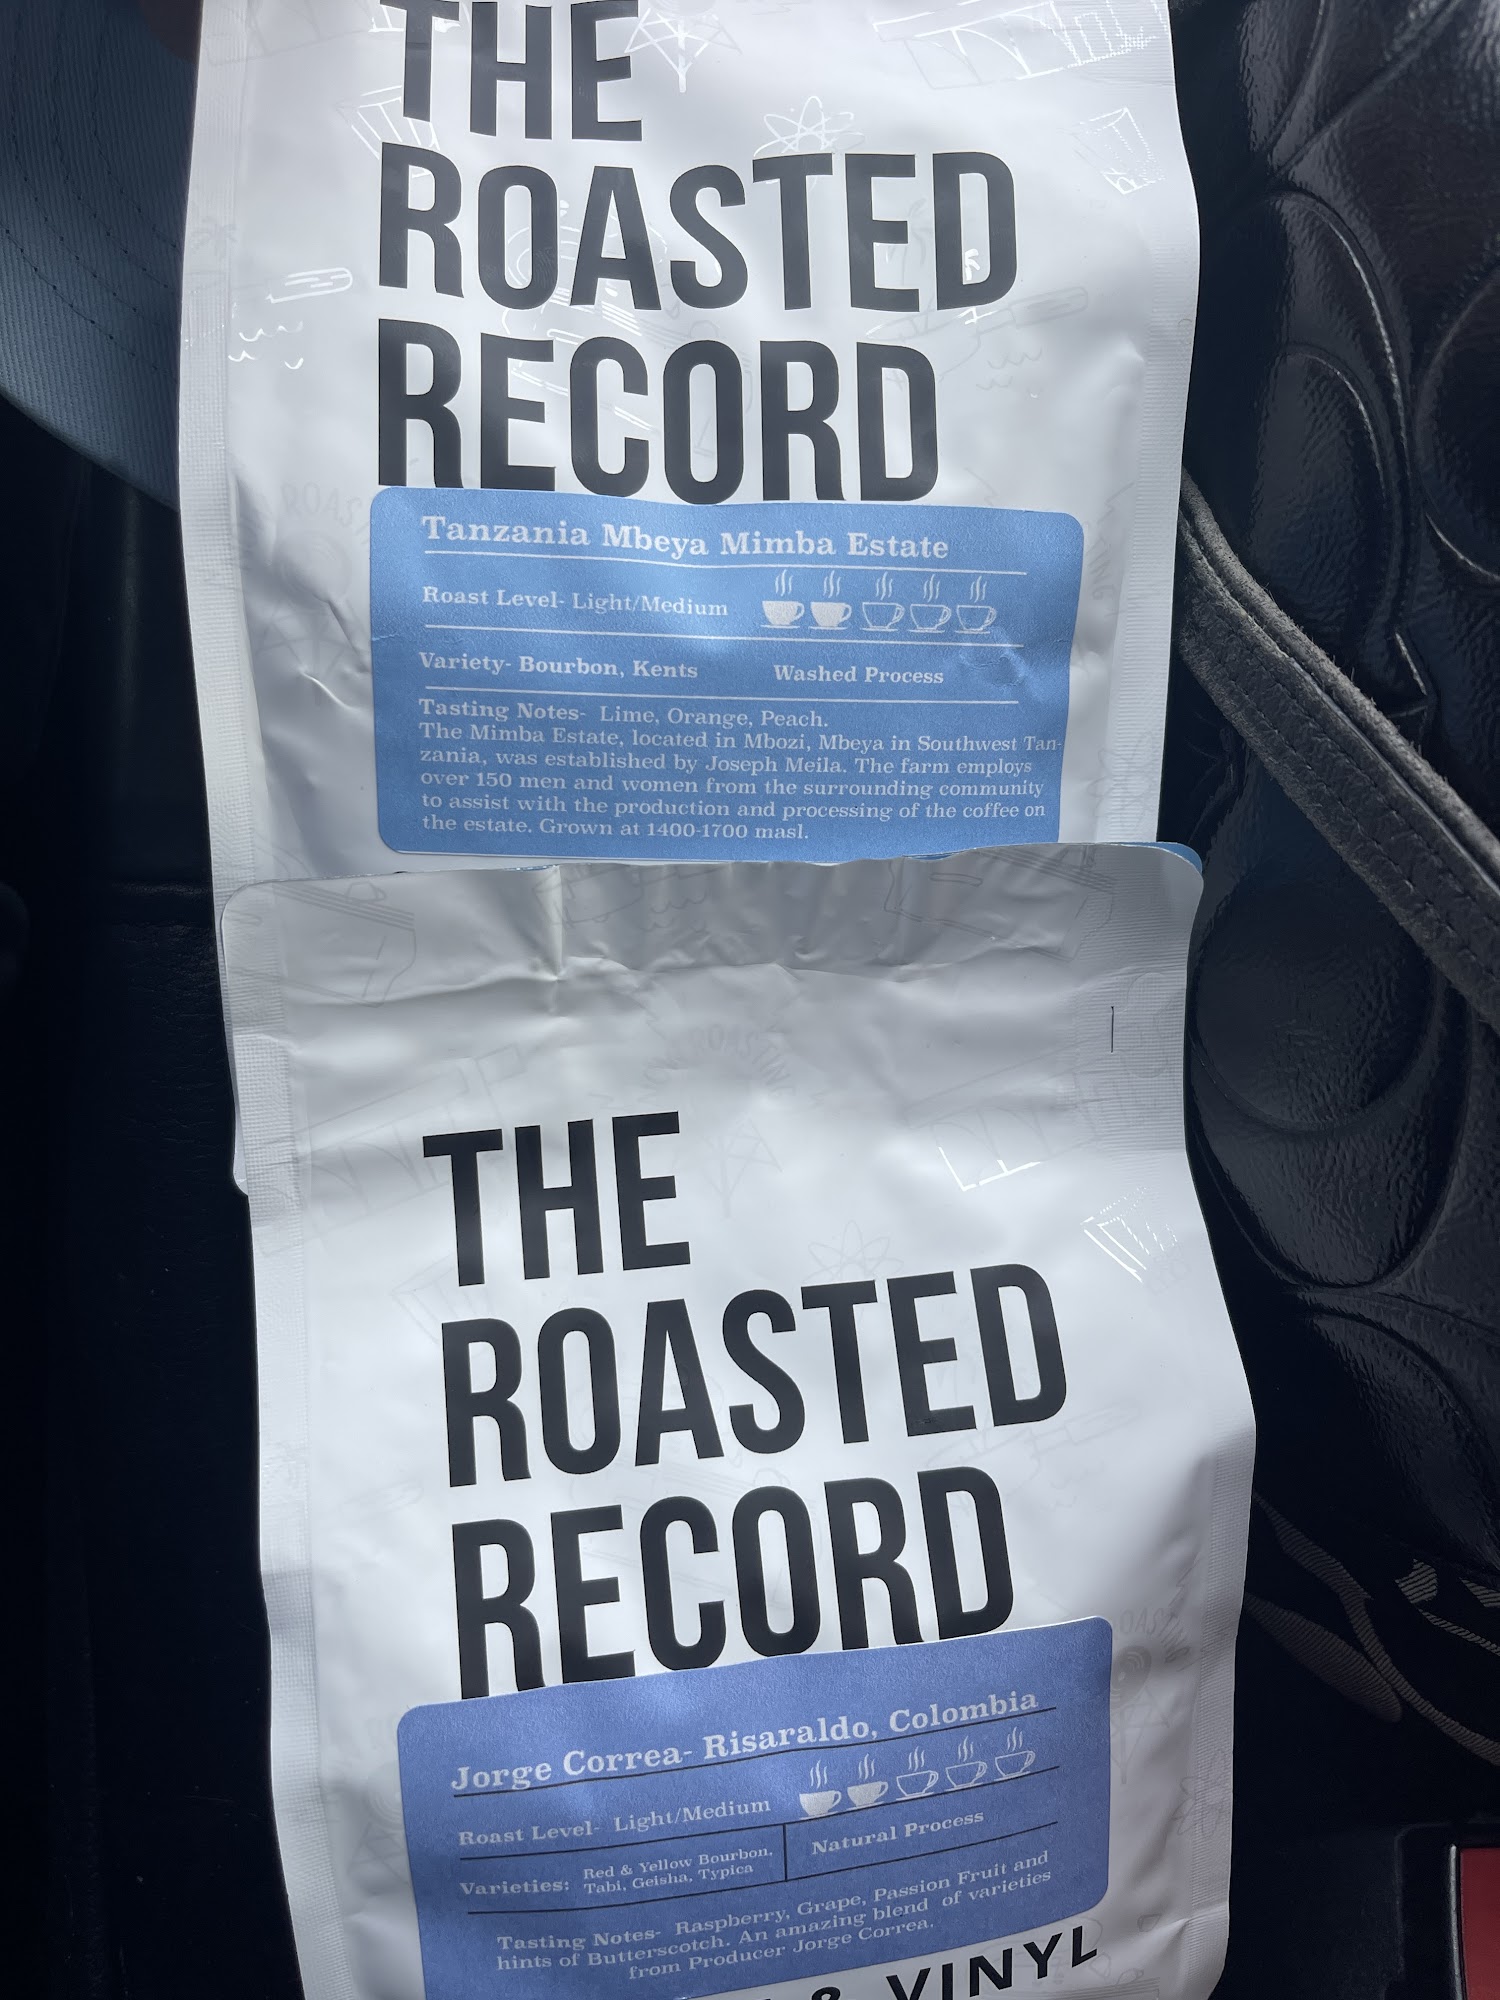 THE
ROASTED
RECORD
Tanzania Mbeya Mimba Estate
Roast Level- Light/Medium
Variety- Bourbon, Kents Washed Process
Tasting Notes- Lime, Orange, Peach.
The Mimba Estate, located in Mbozi, Mbeya in Southwest Tan-
zania, was established by Joseph Meila. The farm employs
over 150 men and women from the surrounding community
to assist with the production and processing of the coffee on
the estate. Grown at 1400-1700 masl.
ROASTING
THE
ROASTED
RECORD
Jorge Correa- Risaraldo, Colombia
Roast Level- Light/Medium
Varieties: Red & Yellow Bourbon,
Tabi, Geisha, Typica
Natural Process
Tasting Notes- Raspberry, Grape, Passion Fruit and
hints of Butterscotch. An amazing blend of varieties
from Producer Jorge Correa.
& VINYL